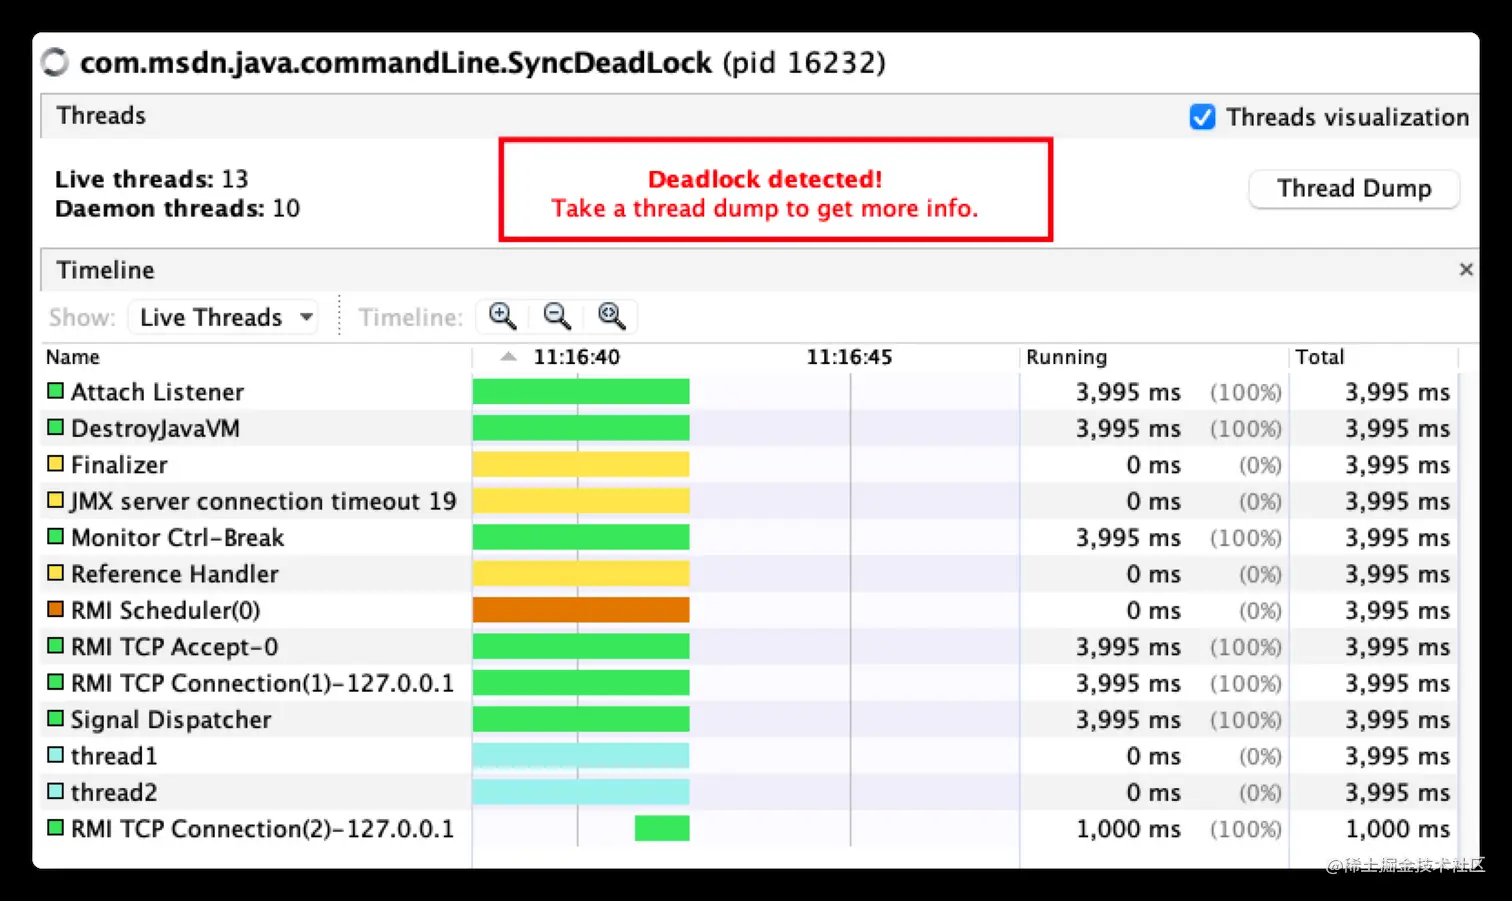 com.msdn.java.commandLine.SyncDeadLock (pid 16232)
Threads
Threads visualization
Live threads: 13
Daemon threads: 10
Deadlock detected!
Take a thread dump to get more info.
Thread Dump
Timeline
Show: Live Threads Timeline:
Name 11:16:40 11:16:45 Running Total
Attach Listener 3,995 ms (100%) 3,995 ms
DestroyJavaVM 3,995 ms (100%) 3,995 ms
Finalizer 0 ms (0%) 3,995 ms
JMX server connection timeout 19 0 ms (0%) 3,995 ms
Monitor Ctrl-Break 3,995 ms (100%) 3,995 ms
Reference Handler 0 ms (0%) 3,995 ms
RMI Scheduler(0) 0 ms (0%) 3,995 ms
RMI TCP Accept-0 3,995 ms (100%) 3,995 ms
RMI TCP Connection(1)-127.0.0.1 3,995 ms (100%) 3,995 ms
Signal Dispatcher 3,995 ms (100%) 3,995 ms
thread1 0 ms (0%) 3,995 ms
thread2 0 ms (0%) 3,995 ms
RMI TCP Connection(2)-127.0.0.1 1,000 ms (100%) 1,000 ms
@稀土掘金技术社区